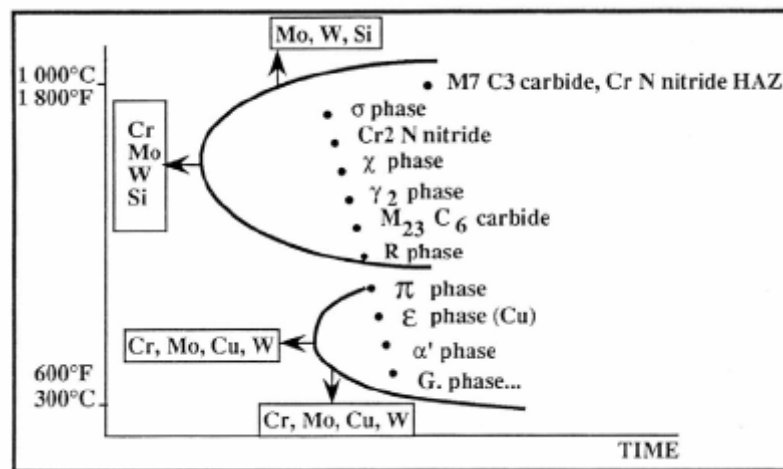 Mo, W, Si
1 000°C
1 800°F
M7 C3 carbide, Cr N nitride HAZ
σ phase
Cr2 N nitride
χ phase
γ2 phase
M23 C6 carbide
R phase
Cr
Mo
W
Si
π phase
ε phase (Cu)
α' phase
G. phase...
Cr, Mo, Cu, W
600°F
300°C
Cr, Mo, Cu, W
TIME